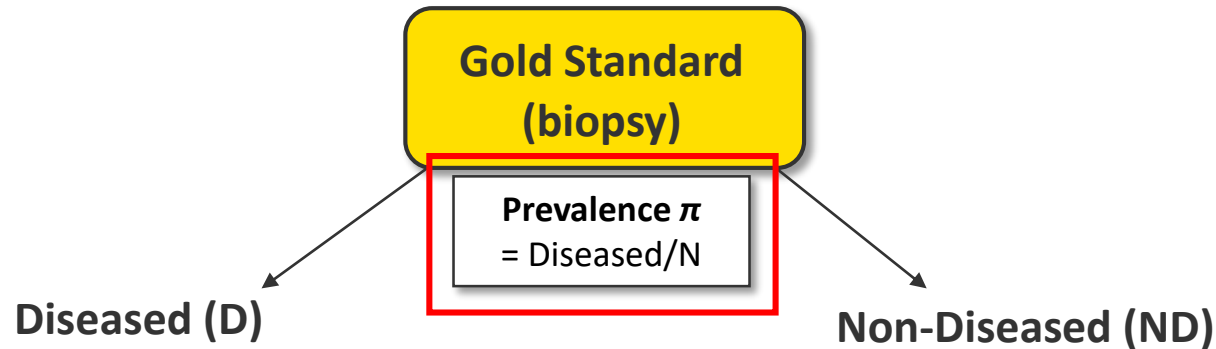 Gold Standard
(biopsy)
Prevalence π
= Diseased/N
Diseased (D)
Non-Diseased (ND)